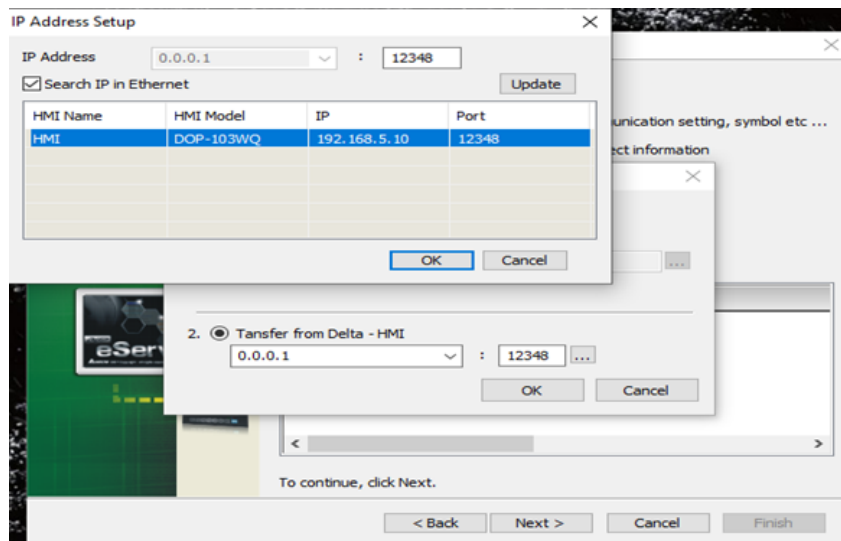 IP Address Setup
IP Address 0.0.0.1 : 12348
Search IP in Ethernet Update
HMI Name HMI Model IP Port
HMI DOP-103WQ 192.168.5.10 12348
OK Cancel
unication setting, symbol etc ...
ect information
...
2. Tansfer from Delta - HMI
0.0.0.1 : 12348 ...
OK Cancel
eSer
To continue, click Next.
< Back Next > Cancel Finish